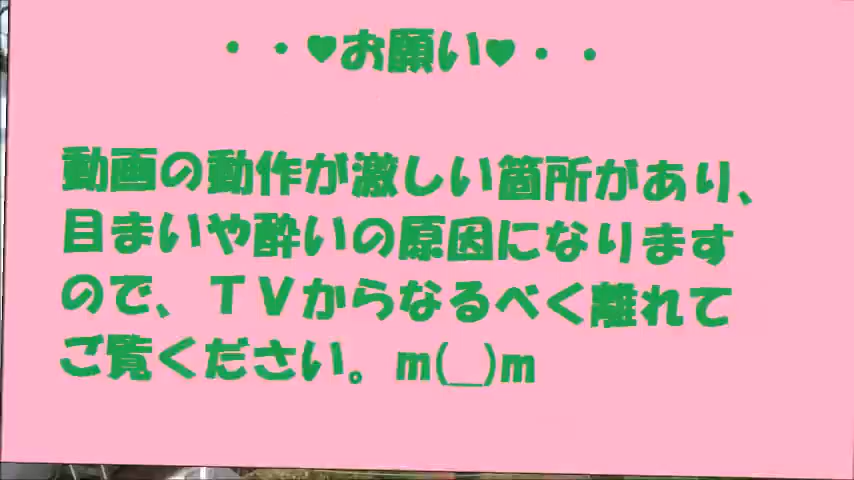 ・・♥お願い♥・・
動画の動作が激しい箇所があり、
目まいや酔いの原因になります
ので、ＴＶからなるべく離れて
ご覧ください。m(__)m